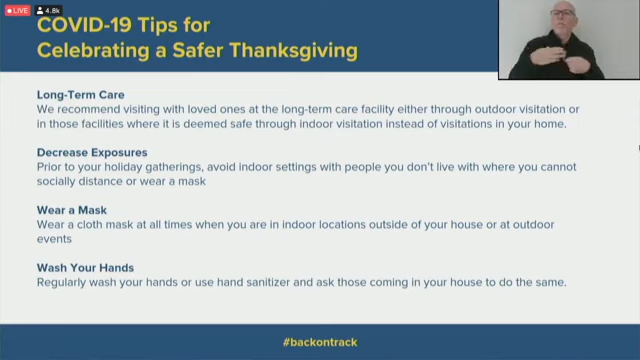 LIVE 4.8k
COVID-19 Tips for
Celebrating a Safer Thanksgiving
Long-Term Care
We recommend visiting with loved ones at the long-term care facility either through outdoor visitation or
in those facilities where it is deemed safe through indoor visitation instead of visitations in your home.
Decrease Exposures
Prior to your holiday gatherings, avoid indoor settings with people you don't live with where you cannot
socially distance or wear a mask
Wear a Mask
Wear a cloth mask at all times when you are in indoor locations outside of your house or at outdoor
events
Wash Your Hands
Regularly wash your hands or use hand sanitizer and ask those coming in your house to do the same.
#backontrack